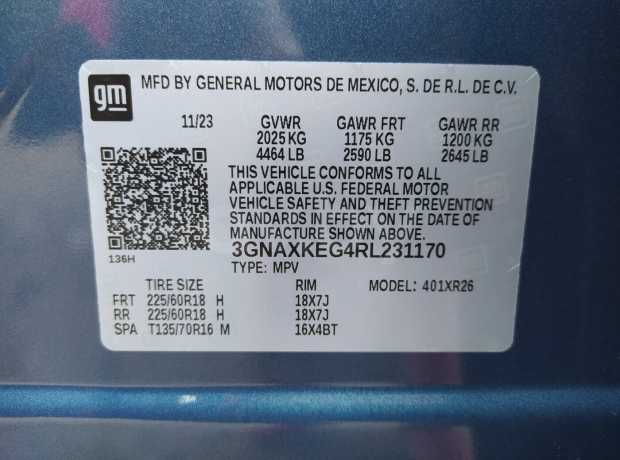 gm
MFD BY GENERAL MOTORS DE MEXICO, S. DE R.L. DE C.V.
11/23 GVWR GAWR FRT GAWR RR
2025 KG 1175 KG 1200 KG
4464 LB 2590 LB 2645 LB
THIS VEHICLE CONFORMS TO ALL
APPLICABLE U.S. FEDERAL MOTOR
VEHICLE SAFETY AND THEFT PREVENTION
STANDARDS IN EFFECT ON THE DATE OF
MANUFACTURE SHOWN ABOVE.
3GNAXKEG4RL231170
136H
TYPE: MPV
TIRE SIZE RIM MODEL: 401XR26
FRT 225/60R18 H 18X7J
RR 225/60R18 H 18X7J
SPA T135/70R16 M 16X4BT